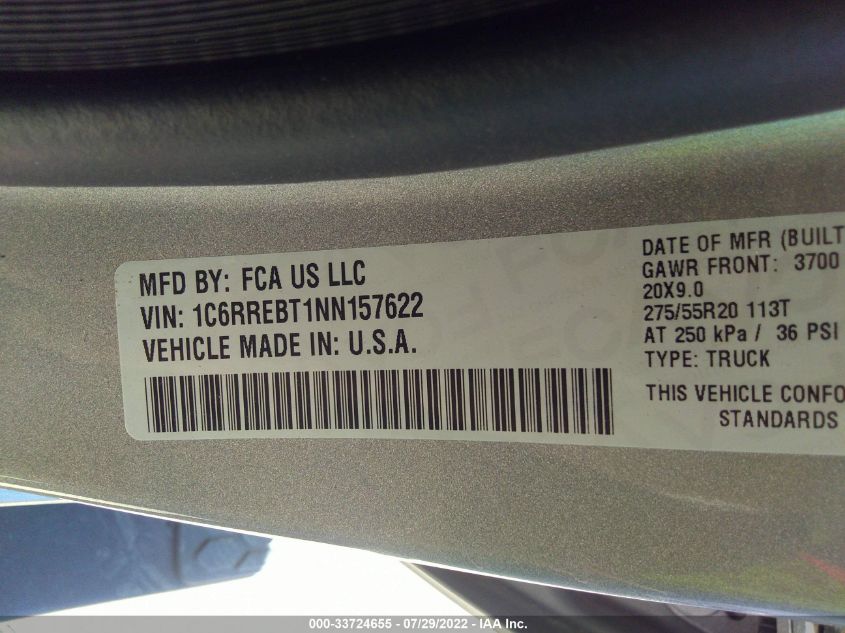 MFD BY: FCA US LLC
VIN: 1C6RREBT1NN157622
VEHICLE MADE IN: U.S.A.
DATE OF MFR (BUILT
GAWR FRONT: 3700
20X9.0
275/55R20 113T
AT 250 kPa / 36 PSI
TYPE: TRUCK
THIS VEHICLE CONFO
STANDARDS
000-33724655 - 07/29/2022 - IAA Inc.